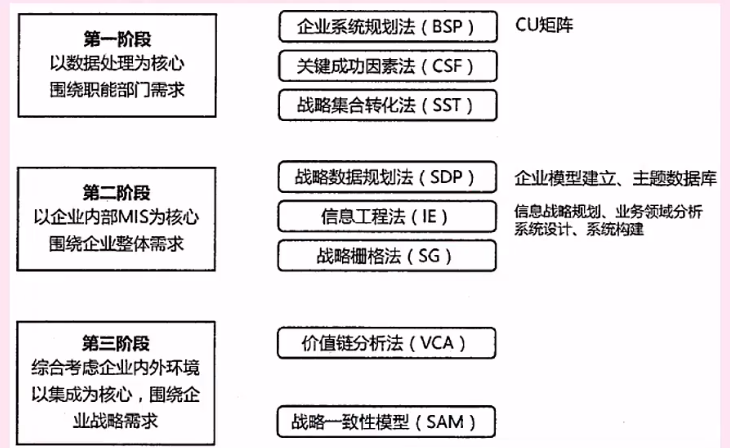 第一阶段
以数据处理为核心
围绕职能部门需求
企业系统规划法（BSP）
CU矩阵
关键成功因素法（CSF）
战略集合转化法（SST）
第二阶段
以企业内部MIS为核心
围绕企业整体需求
战略数据规划法（SDP）
企业模型建立、主题数据库
信息工程法（IE）
信息战略规划、业务领域分析
系统设计、系统构建
战略栅格法（SG）
第三阶段
综合考虑企业内外环境
以集成为核心，围绕企
业战略需求
价值链分析法（VCA）
战略一致性模型（SAM）